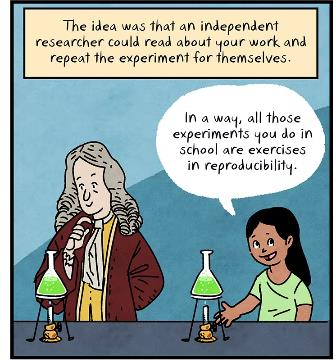 The idea was that an independent
researcher could read about your work and
repeat the experiment for themselves.
In a way, all those
experiments you do in
school are exercises
in reproducibility.